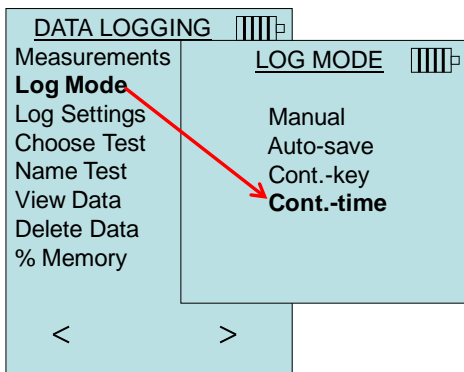 DATA LOGGING
Measurements
Log Mode
Log Settings
Choose Test
Name Test
View Data
Delete Data
% Memory
< >
LOG MODE
Manual
Auto-save
Cont.-key
Cont.-time